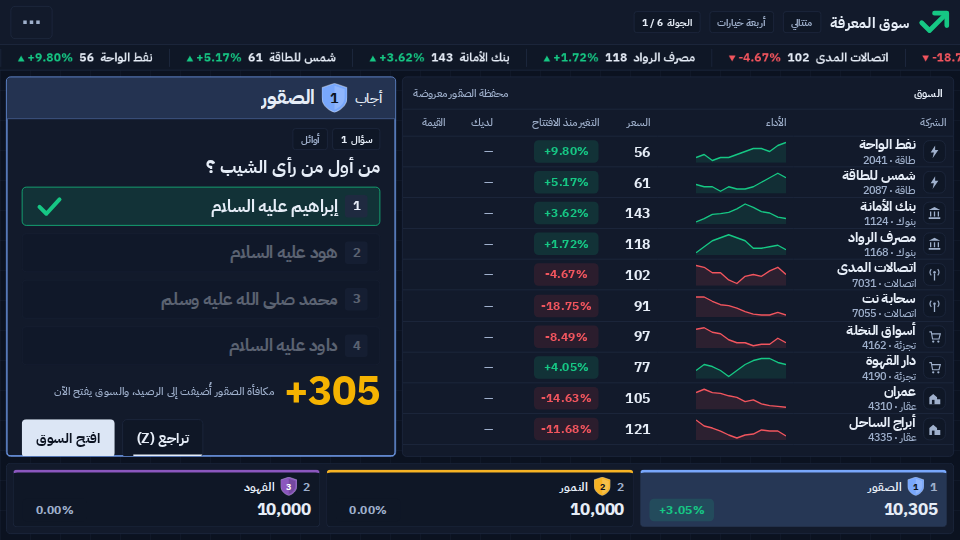 سوق المعرفة
متتالي
أربعة خيارات
الجولة 6 / 1
...
-18.7
اتصالات المدى 102 -4.67%
مصرف الرواد 118 +1.72%
بنك الأمانة 143 +3.62%
شمس للطاقة 61 +5.17%
نفط الواحة 56 +9.80%
السوق
محفظة الصقور معروضة
الشركة الأداء السعر التغير منذ الافتتاح لديك القيمة
نفط الواحة 56 +9.80% —
طاقة · 2041
شمس للطاقة 61 +5.17% —
طاقة · 2087
بنك الأمانة 143 +3.62% —
بنوك · 1124
مصرف الرواد 118 +1.72% —
بنوك · 1168
اتصالات المدى 102 -4.67% —
اتصالات · 7031
سحابة نت 91 -18.75% —
اتصالات · 7055
أسواق النخلة 97 -8.49% —
تجزئة · 4162
دار القهوة 77 +4.05% —
تجزئة · 4190
عمران 105 -14.63% —
عقار · 4310
أبراج الساحل 121 -11.68% —
عقار · 4335
أجاب 1 الصقور
سؤال 1 أوائل
من أول من رأى الشيب ؟
1 إبراهيم عليه السلام
2 هود عليه السلام
3 محمد صلى الله عليه وسلم
4 داود عليه السلام
+305 مكافأة الصقور أُضيفت إلى الرصيد، والسوق يفتح الآن
تراجع (Z)
افتح السوق
1 1 الصقور
10,305 +3.05%
2 2 النمور
10,000 0.00%
2 3 الفهود
10,000 0.00%